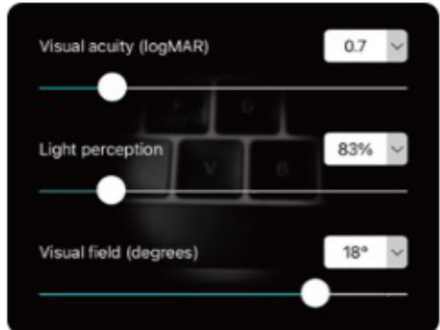 Visual acuity (logMAR) 0.7
F G
Light perception 83%
V B
Visual field (degrees) 18°